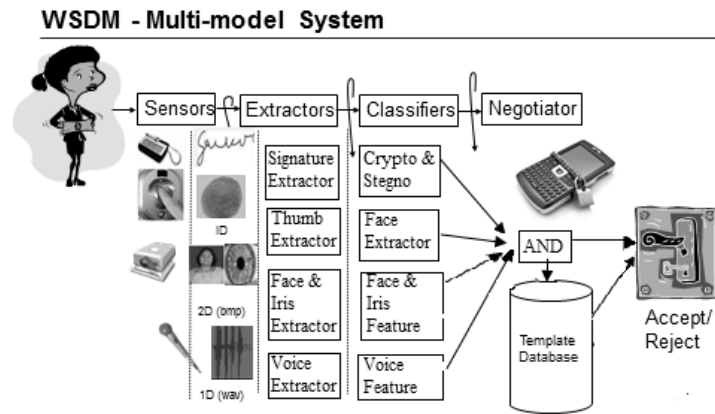 WSDM - Multi-model System
Sensors
Extractors
Classifiers
Negotiator
Signature
Extractor
Crypto &
Stegno
IID
Thumb
Extractor
Face
Extractor
AND
Face &
Iris
Extractor
Face &
Iris
Feature
2D (bmp)
Template
Database
Accept/
Reject
Voice
Extractor
Voice
Feature
1D (wav)